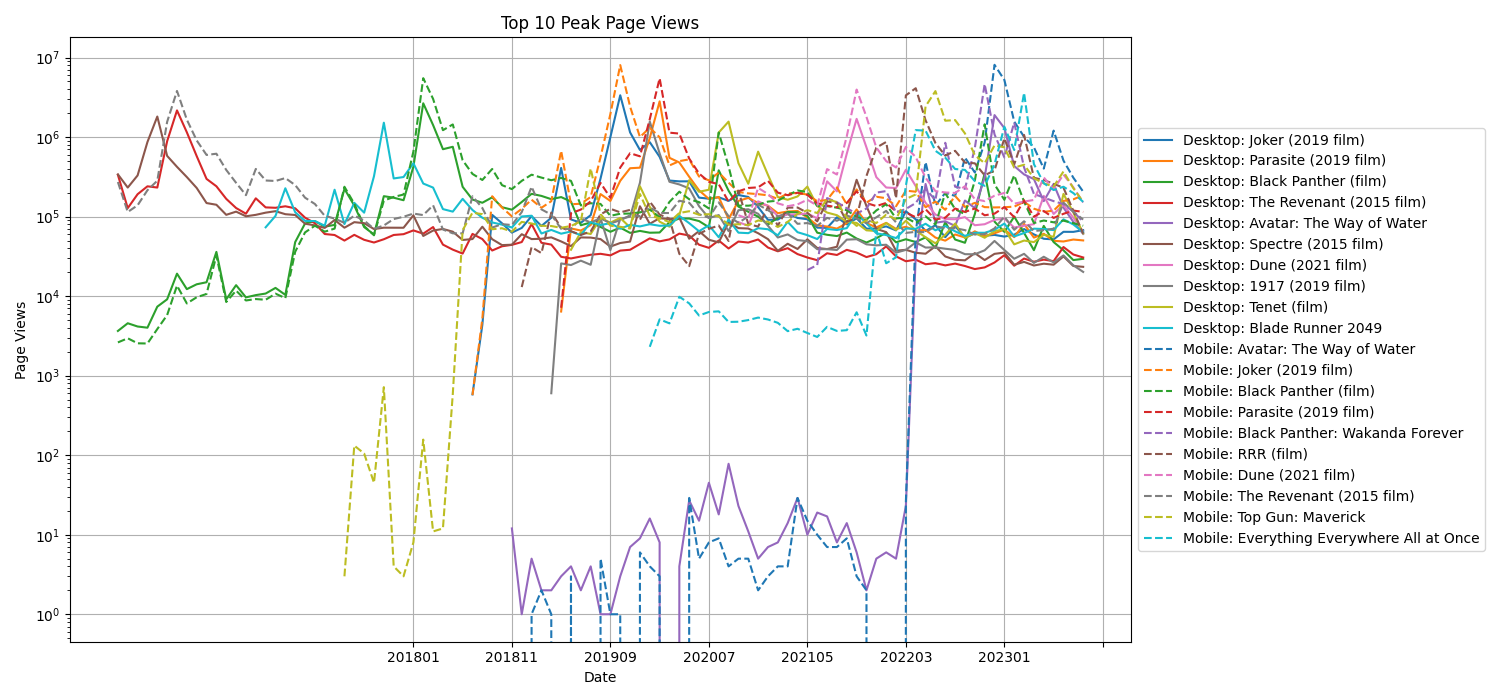 Top 10 Peak Page Views
Page Views
10^7
10^6
10^5
10^4
10^3
10^2
10^1
10^0
201801
201811
201909
202007
202105
202203
202301
Date
Desktop: Joker (2019 film)
Desktop: Parasite (2019 film)
Desktop: Black Panther (film)
Desktop: The Revenant (2015 film)
Desktop: Avatar: The Way of Water
Desktop: Spectre (2015 film)
Desktop: Dune (2021 film)
Desktop: 1917 (2019 film)
Desktop: Tenet (film)
Desktop: Blade Runner 2049
Mobile: Avatar: The Way of Water
Mobile: Joker (2019 film)
Mobile: Black Panther (film)
Mobile: Parasite (2019 film)
Mobile: Black Panther: Wakanda Forever
Mobile: RRR (film)
Mobile: Dune (2021 film)
Mobile: The Revenant (2015 film)
Mobile: Top Gun: Maverick
Mobile: Everything Everywhere All at Once